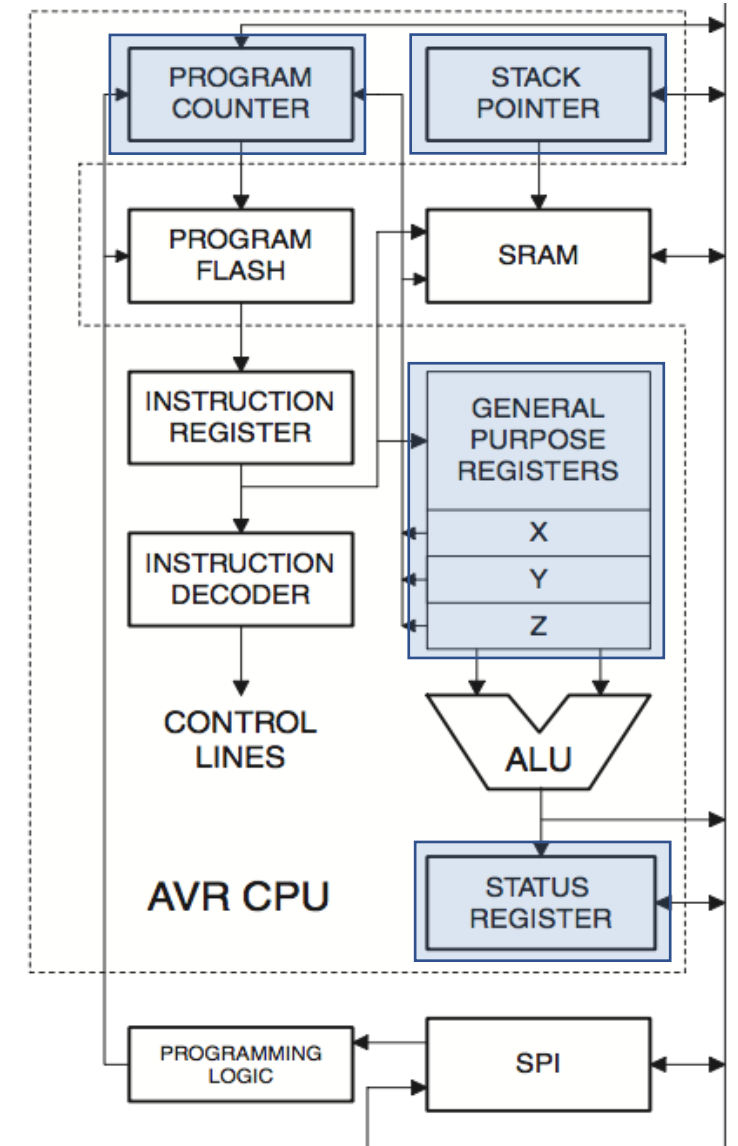 PROGRAM
COUNTER
STACK
POINTER
PROGRAM
FLASH
SRAM
INSTRUCTION
REGISTER
GENERAL
PURPOSE
REGISTERS
X
Y
Z
INSTRUCTION
DECODER
CONTROL
LINES
ALU
AVR CPU
STATUS
REGISTER
PROGRAMMING
LOGIC
SPI